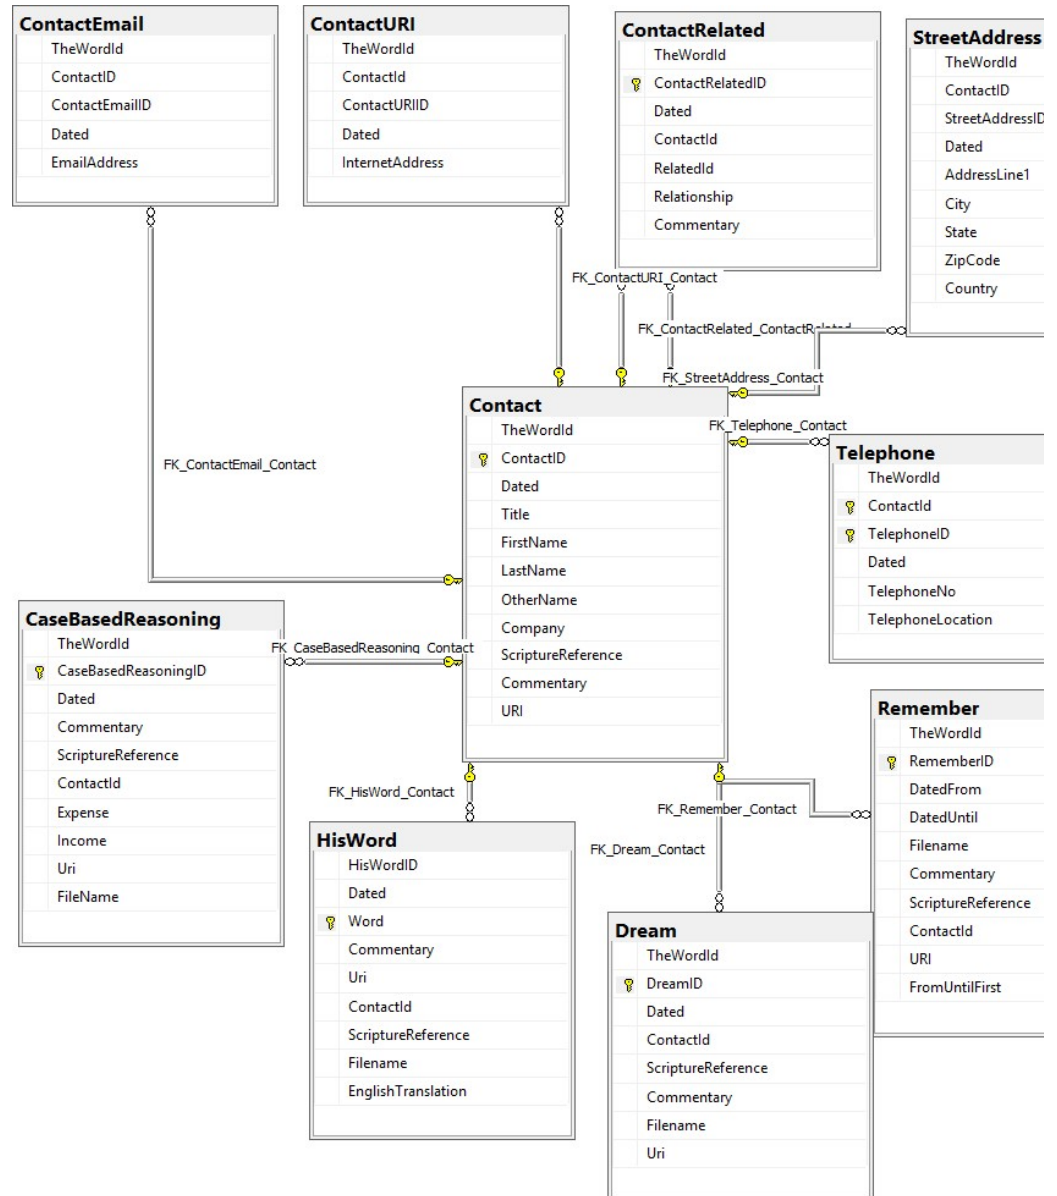 ContactEmail
TheWordId
ContactID
ContactEmailID
Dated
EmailAddress
ContactURI
TheWordId
ContactId
ContactURIID
Dated
InternetAddress
ContactRelated
TheWordId
ContactRelatedID
Dated
ContactId
RelatedId
Relationship
Commentary
StreetAddress
TheWordId
ContactID
StreetAddressID
Dated
AddressLine1
City
State
ZipCode
Country
FK_ContactURI_Contact
FK_ContactRelated_ContactRelated
FK_StreetAddress_Contact
FK_Telephone_Contact
FK_ContactEmail_Contact
Contact
TheWordId
ContactID
Dated
Title
FirstName
LastName
OtherName
Company
ScriptureReference
Commentary
URI
Telephone
TheWordId
ContactId
TelephoneID
Dated
TelephoneNo
TelephoneLocation
CaseBasedReasoning
TheWordId
CaseBasedReasoningID
Dated
Commentary
ScriptureReference
ContactId
Expense
Income
Uri
FileName
FK_CaseBasedReasoning_Contact
FK_HisWord_Contact
FK_Remember_Contact
FK_Dream_Contact
Remember
TheWordId
RememberID
DatedFrom
DatedUntil
Filename
Commentary
ScriptureReference
ContactId
URI
FromUntilFirst
HisWord
HisWordID
Dated
Word
Commentary
Uri
ContactId
ScriptureReference
Filename
EnglishTranslation
Dream
TheWordId
DreamID
Dated
ContactId
ScriptureReference
Commentary
Filename
Uri